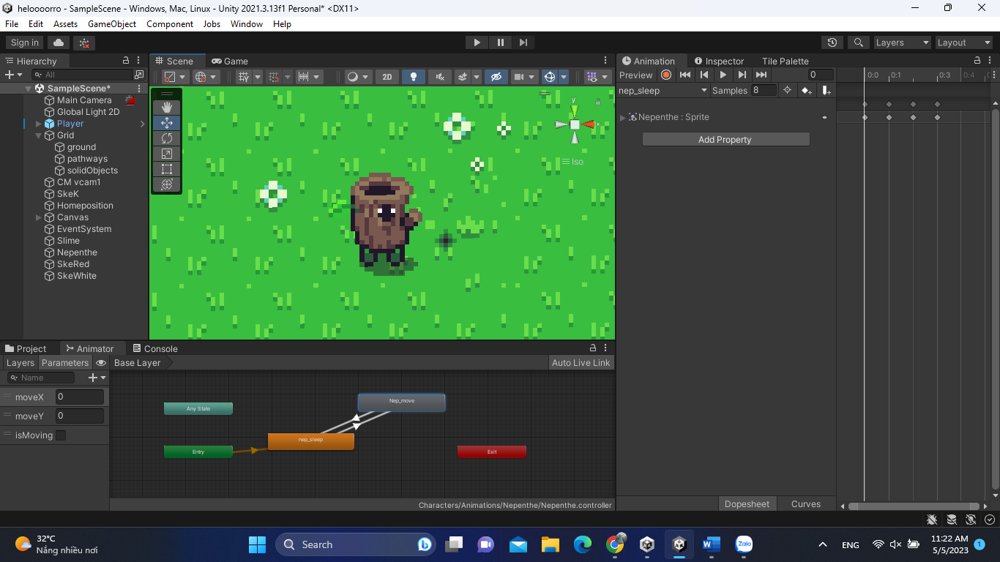 heloooorro - SampleScene - Windows, Mac, Linux - Unity 2021.3.13f1 Personal* <DX11>
File Edit Assets GameObject Component Jobs Window Help
Sign in Layers Layout
Hierarchy
All
SampleScene*
Main Camera
Global Light 2D
Player
Grid
ground
pathways
solidObjects
CM vcam1
SkeK
Homeposition
Canvas
EventSystem
Slime
Nepenthe
SkeRed
SkeWhite
Scene Game
2D
y
x
Iso
Animation Inspector Tile Palette
Preview 0
nep_sleep Samples 8
0:0 0:1 0:3 0:4
Nepenthe : Sprite
Add Property
Dopesheet Curves
Project Animator Console
Layers Parameters Base Layer Auto Live Link
Name
moveX 0
moveY 0
isMoving
Any State
Entry
nep_sleep
Nep_move
Exit
Characters/Animations/Nepenthe/Nepenthe.controller
32°C
Nắng nhiều nơi
Search
Zalo
ENG
11:22 AM
5/5/2023
1